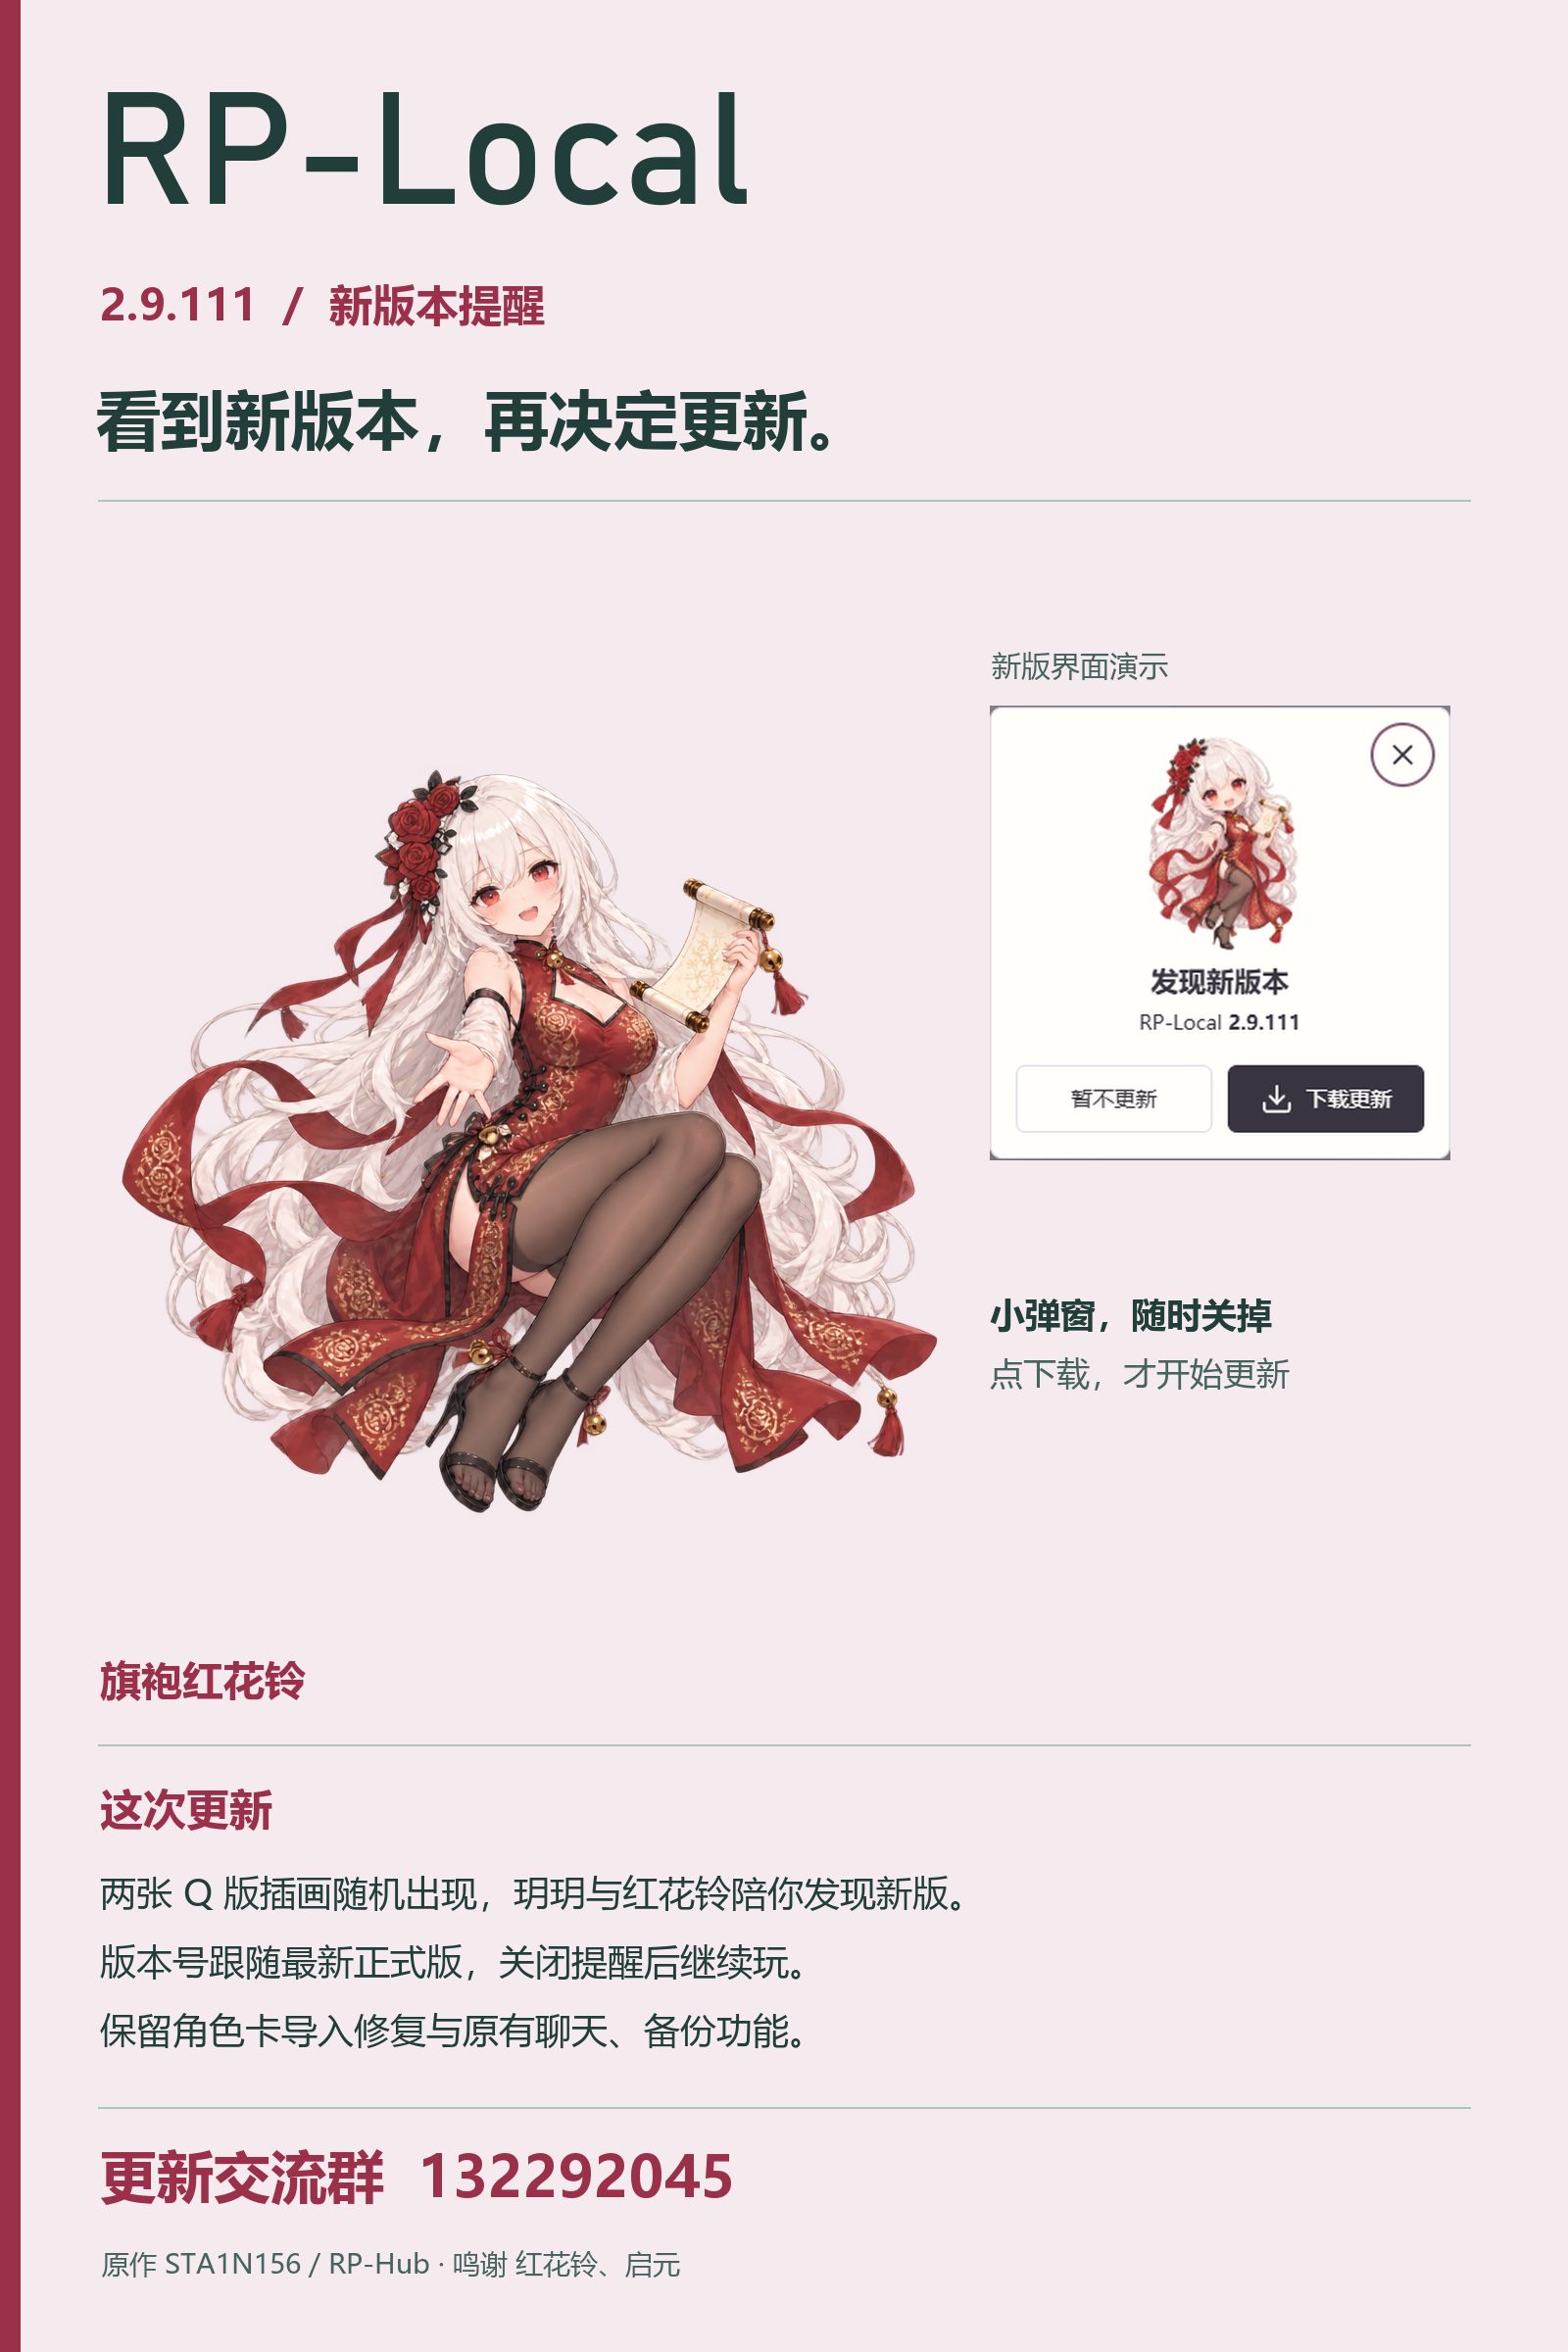 RP-Local
2.9.111 / 新版本提醒
看到新版本，再决定更新。
新版界面演示
发现新版本
RP-Local 2.9.111
暂不更新
下载更新
小弹窗，随时关掉
点下载，才开始更新
旗袍红花铃
这次更新
两张 Q 版插画随机出现，玥玥与红花铃陪你发现新版。
版本号跟随最新正式版，关闭提醒后继续玩。
保留角色卡导入修复与原有聊天、备份功能。
更新交流群 132292045
原作 STA1N156 / RP-Hub · 鸣谢 红花铃、启元